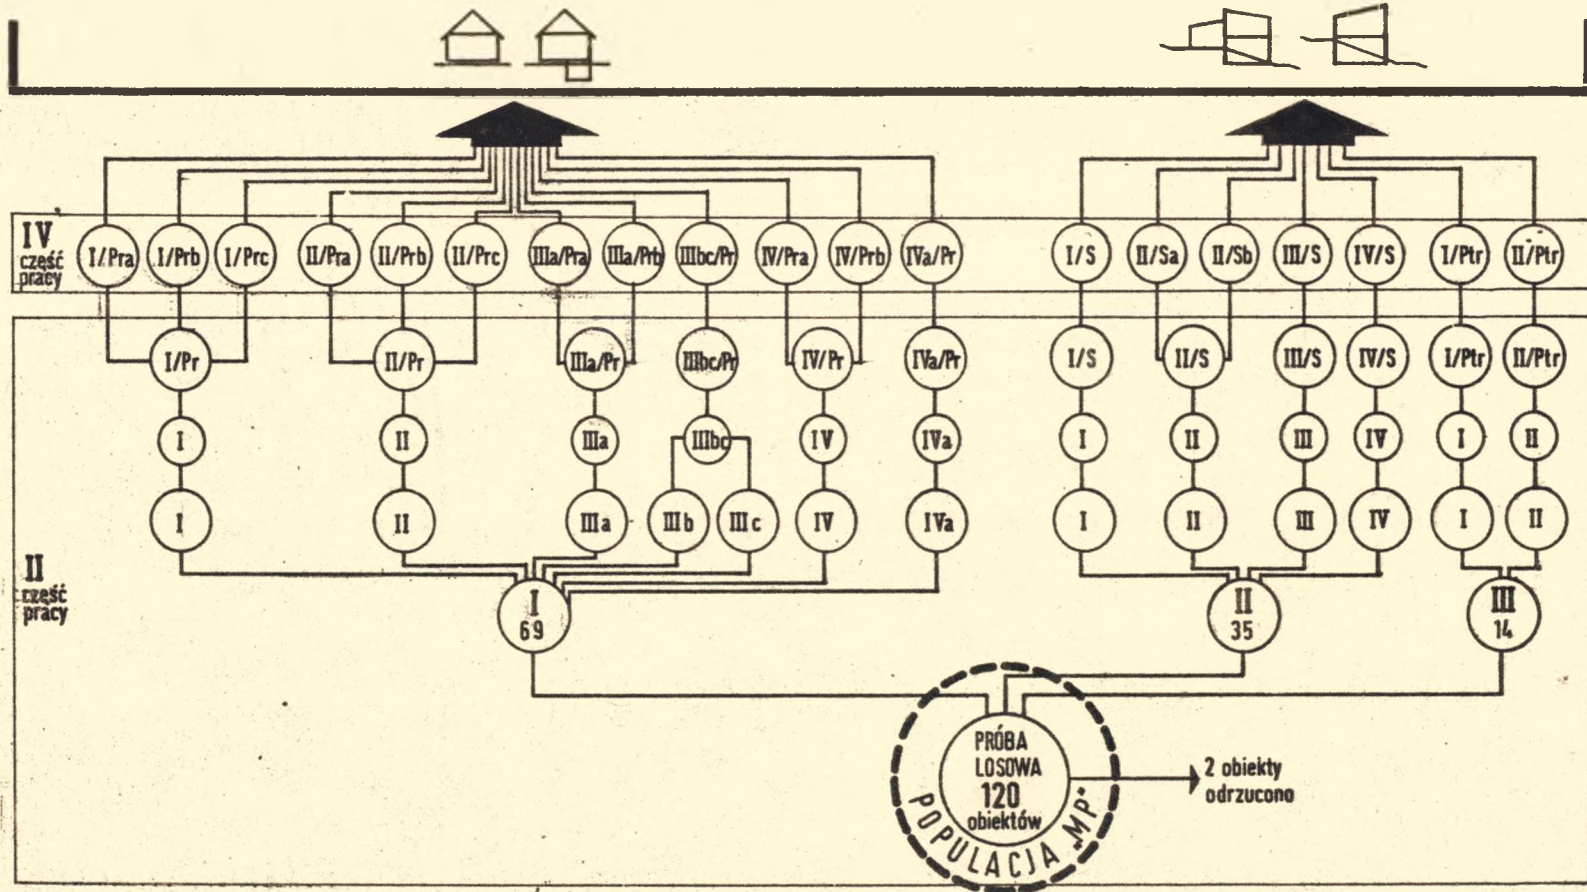 IV
część
pracy
I/Pra I/Prb I/Prc II/Pra II/Prb II/Prc IIIa/Pra IIIa/Prb IIIbc/Pr IV/Pra IV/Prb IVa/Pr I/S II/Sa II/Sb III/S IV/S I/Ptr II/Ptr
I/Pr II/Pr IIIa/Pr IIIbc/Pr IV/Pr IVa/Pr I/S II/S III/S IV/S I/Ptr II/Ptr
I II IIIa IIIbc IV IVa I II III IV I II
I II IIIa IIIb IIIc IV IVa I II III IV I II
II
część
pracy
I
69
II
35
III
14
PRÓBA
LOSOWA
120
obiektów
POPULACJA „MP"
2 obiekty
odrzucono